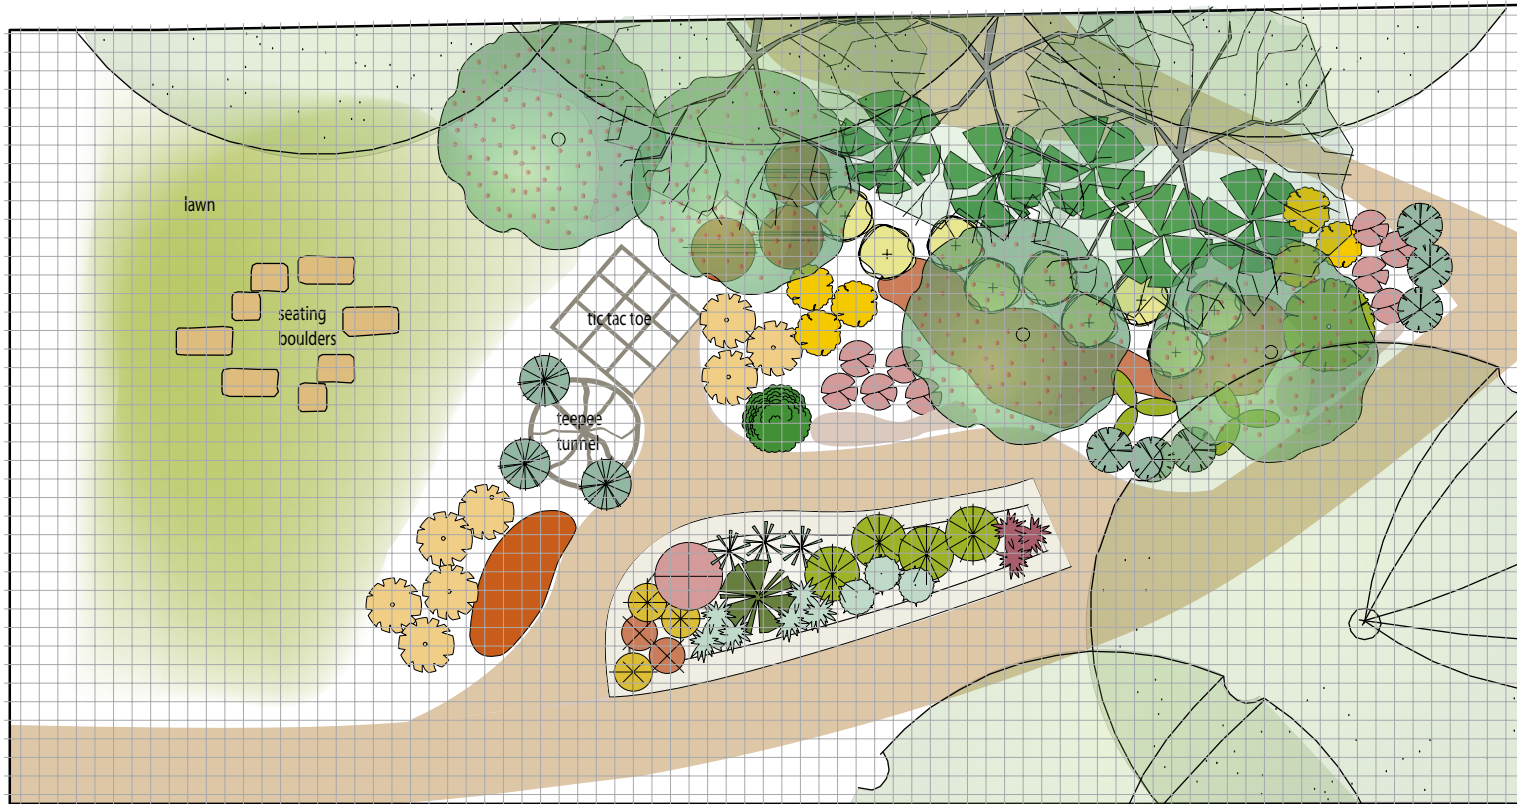 lawn
seating
boulders
tic tac toe
teepee
tunnel